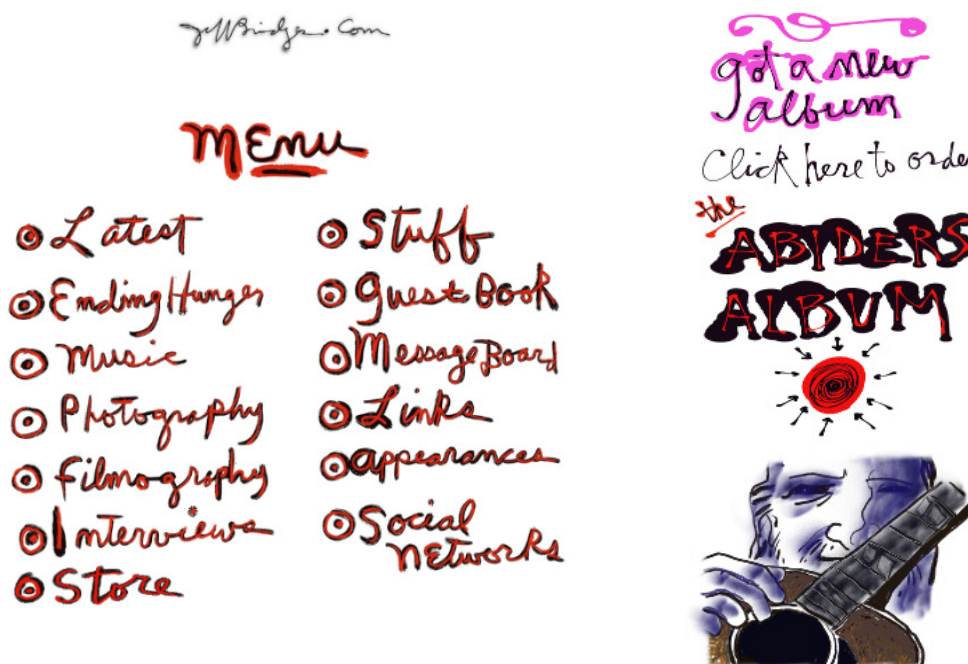 JeffBridges.Com
MENU
Latest
Ending Hunger
Music
Photography
Filmography
Interviews
Store
Stuff
guest Book
Message Board
Links
appearances
Social
NETworks
got a new
album
Click here to order
the
ABIDERS
ALBUM